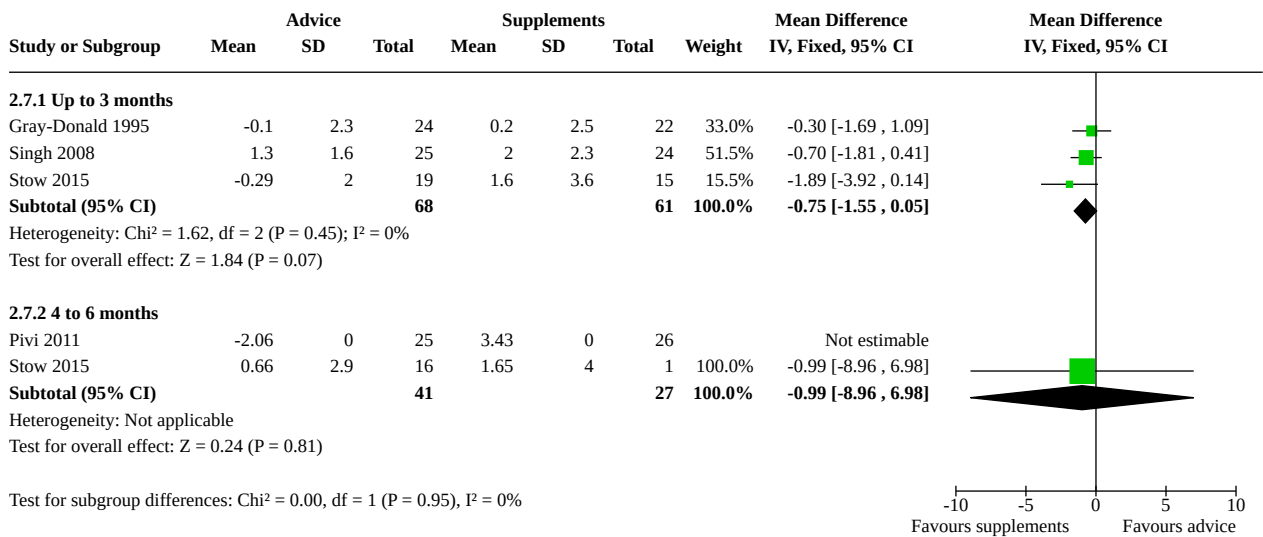 Advice Supplements Mean Difference Mean Difference
Study or Subgroup Mean SD Total Mean SD Total Weight IV, Fixed, 95% CI IV, Fixed, 95% CI
2.7.1 Up to 3 months
Gray-Donald 1995 -0.1 2.3 24 0.2 2.5 22 33.0% -0.30 [-1.69 , 1.09]
Singh 2008 1.3 1.6 25 2 2.3 24 51.5% -0.70 [-1.81 , 0.41]
Stow 2015 -0.29 2 19 1.6 3.6 15 15.5% -1.89 [-3.92 , 0.14]
Subtotal (95% CI) 68 61 100.0% -0.75 [-1.55 , 0.05]
Heterogeneity: Chi² = 1.62, df = 2 (P = 0.45); I² = 0%
Test for overall effect: Z = 1.84 (P = 0.07)
2.7.2 4 to 6 months
Pivi 2011 -2.06 0 25 3.43 0 26 Not estimable
Stow 2015 0.66 2.9 16 1.65 4 1 100.0% -0.99 [-8.96 , 6.98]
Subtotal (95% CI) 41 27 100.0% -0.99 [-8.96 , 6.98]
Heterogeneity: Not applicable
Test for overall effect: Z = 0.24 (P = 0.81)
Test for subgroup differences: Chi² = 0.00, df = 1 (P = 0.95), I² = 0%
-10 -5 0 5 10
Favours supplements Favours advice